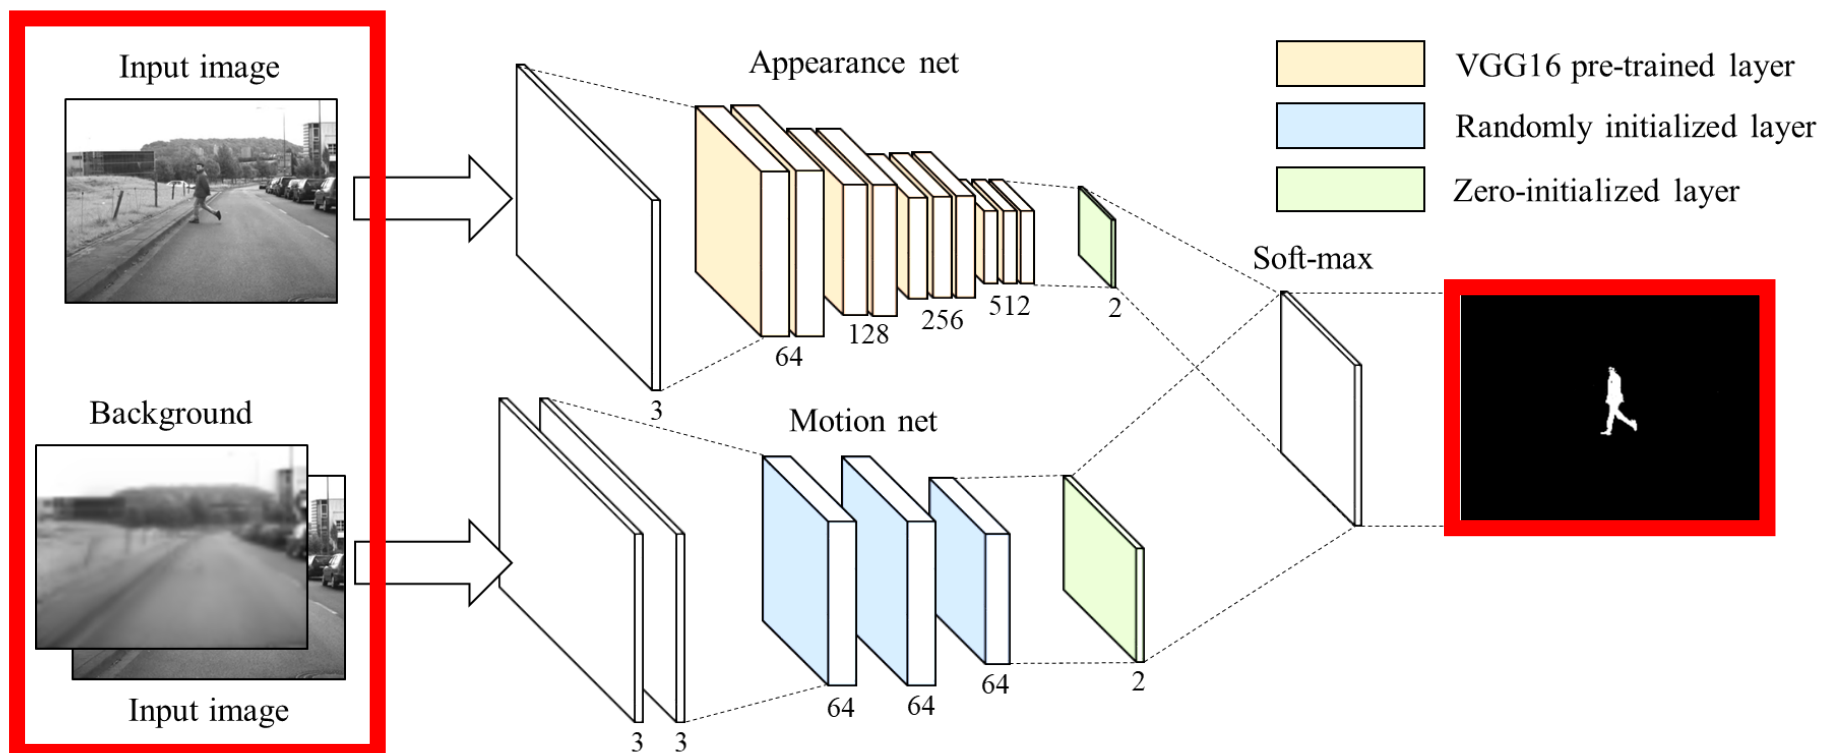 Input image
Appearance net
VGG16 pre-trained layer
Randomly initialized layer
Zero-initialized layer
Soft-max
64
128
256
512
2
3
Background
Motion net
Input image
64
64
64
2
3
3